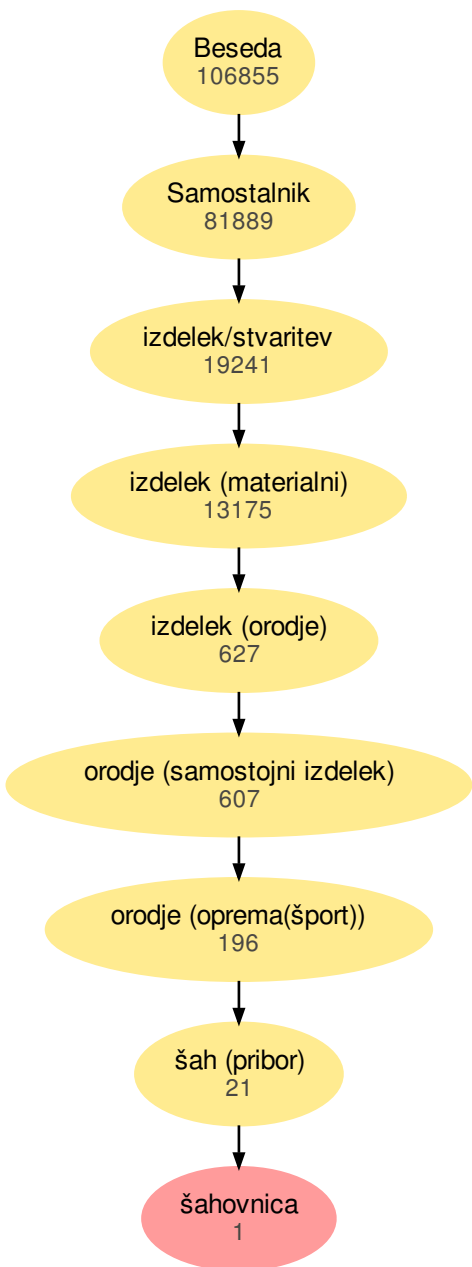 Beseda
106855
Samostalnik
81889
izdelek/stvaritev
19241
izdelek (materialni)
13175
izdelek (orodje)
627
orodje (samostojni izdelek)
607
orodje (oprema(šport))
196
šah (pribor)
21
šahovnica
1